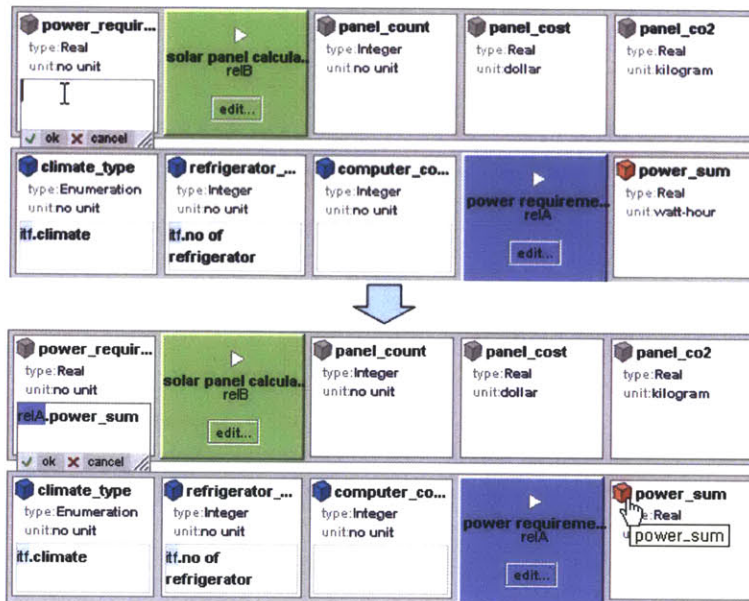 power_requir...
type:Real
unit:no unit
ok cancel
solar panel calcula..
relB
edit...
panel_count
type:Integer
unit:no unit
panel_cost
type:Real
unit:dollar
panel_co2
type:Real
unit:kilogram
climate_type
type:Enumeration
unit:no unit
itf.climate
refrigerator_...
type:Integer
unit:no unit
itf.no of
refrigerator
computer_co...
type:Integer
unit:no unit
power requireme..
relA
edit...
power_sum
type:Real
unit:watt-hour
power_requir...
type:Real
unit:no unit
relA.power_sum
ok cancel
solar panel calcula..
relB
edit...
panel_count
type:Integer
unit:no unit
panel_cost
type:Real
unit:dollar
panel_co2
type:Real
unit:kilogram
climate_type
type:Enumeration
unit:no unit
itf.climate
refrigerator_...
type:Integer
unit:no unit
itf.no of
refrigerator
computer_co...
type:Integer
unit:no unit
power requireme..
relA
edit...
power_sum
Real
power_sum